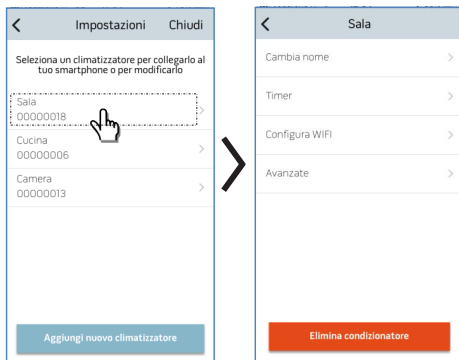 Impostazioni Chiudi
Seleziona un climatizzatore per collegarlo al
tuo smartphone o per modificarlo
Sala
00000018
Cucina
00000006
Camera
00000013
Aggiungi nuovo climatizzatore
Sala
Cambia nome
Timer
Configura WIFI
Avanzate
Elimina condizionatore